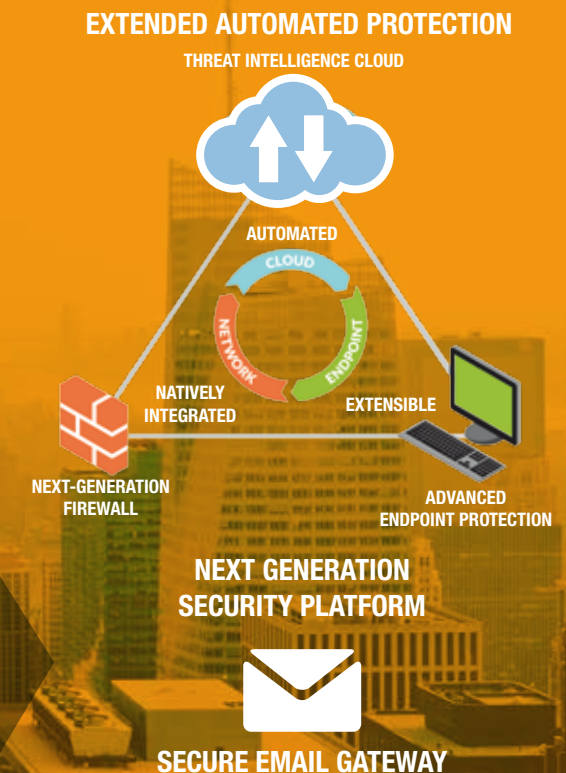 EXTENDED AUTOMATED PROTECTION
THREAT INTELLIGENCE CLOUD
AUTOMATED
CLOUD
NETWORK
ENDPOINT
NATIVELY
INTEGRATED
EXTENSIBLE
NEXT-GENERATION
FIREWALL
ADVANCED
ENDPOINT PROTECTION
NEXT GENERATION
SECURITY PLATFORM
SECURE EMAIL GATEWAY